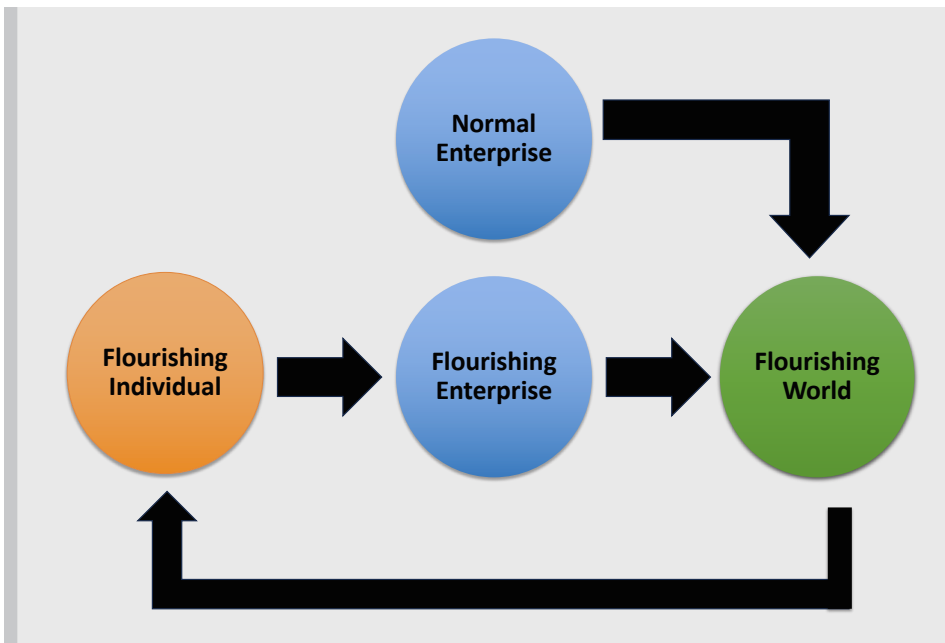 Normal
Enterprise
Flourishing
Individual
Flourishing
Enterprise
Flourishing
World